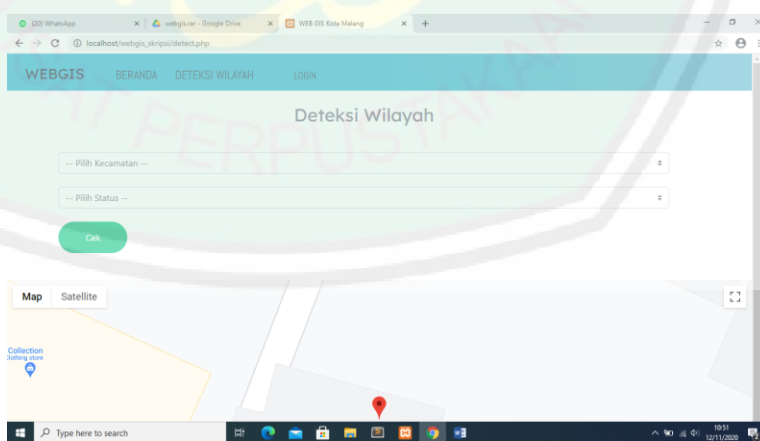 (20) WhatsApp
webgis.rar - Google Drive
WEB GIS Kota Malang
localhost/webgis_skripsi/detect.php
WEBGIS BERANDA DETEKSI WILAYAH LOGIN
PERPUSTAKAAN
Deteksi Wilayah
-- Pilih Kecamatan --
-- Pilih Status --
Cek
Map Satellite
Collection
Clothing store
Type here to search
10:51
12/11/2020